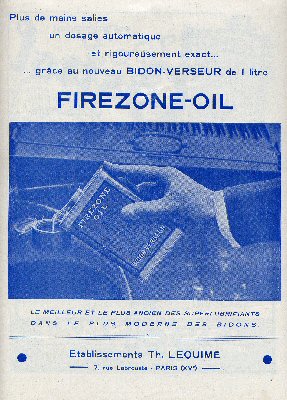 Plus de mains salies
un dosage automatique
et rigoureusement exact...
... grâce au nouveau BIDON-VERSEUR de 1 litre
FIREZONE-OIL
FIREZONE
OIL
LE MEILLEUR ET LE PLUS ANCIEN DES SUPERLUBRIFIANTS
DANS LE PLUS MODERNE DES BIDONS.
Etablissements Th. LEQUIME
7, rue Lebrouste - PARIS (XVᵉ)